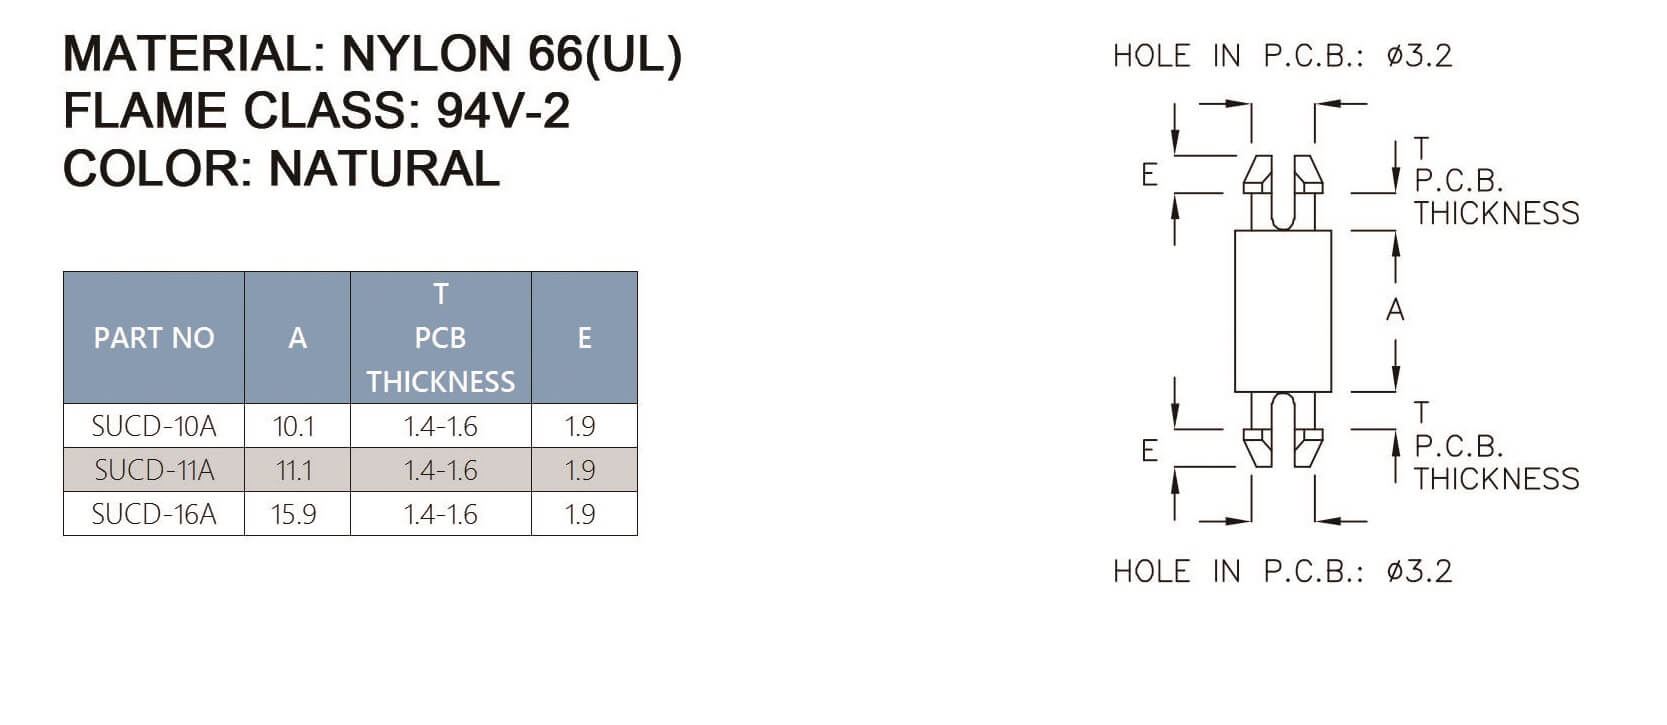 MATERIAL: NYLON 66(UL)
FLAME CLASS: 94V-2
COLOR: NATURAL
PART NO A T PCB THICKNESS E
SUCD-10A 10.1 1.4-1.6 1.9
SUCD-11A 11.1 1.4-1.6 1.9
SUCD-16A 15.9 1.4-1.6 1.9
HOLE IN P.C.B.: ø3.2
E
T
P.C.B.
THICKNESS
A
T
E
P.C.B.
THICKNESS
HOLE IN P.C.B.: ø3.2